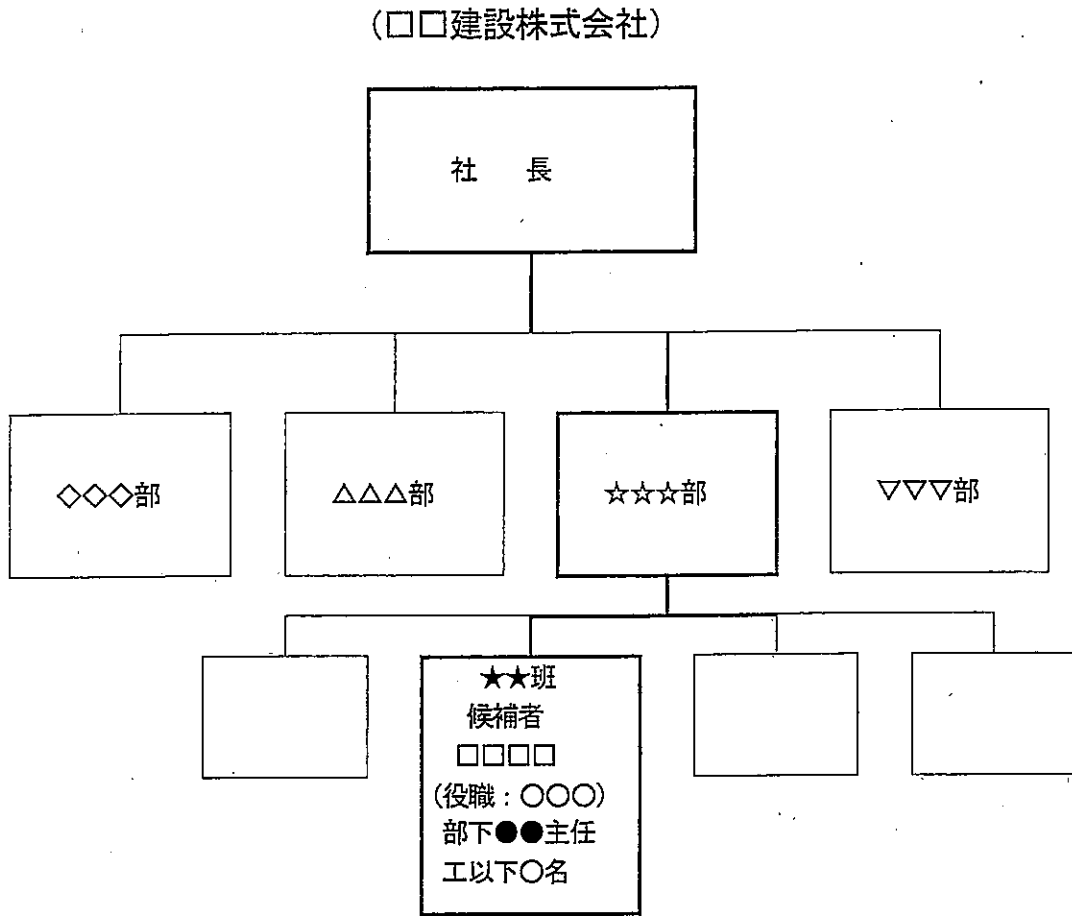 (□□建設株式会社)
社 長
◇◇◇部
△△△部
☆☆☆部
▽▽▽部
★★班
候補者
□□□□
(役職：○○○)
部下●●主任
工以下○名